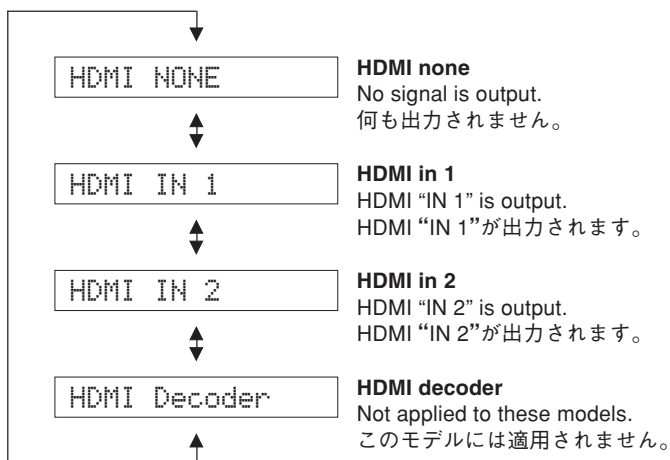 HDMI NONE
HDMI none
No signal is output.
何も出力されません。
HDMI IN 1
HDMI in 1
HDMI “IN 1” is output.
HDMI “IN 1”が出力されます。
HDMI IN 2
HDMI in 2
HDMI “IN 2” is output.
HDMI “IN 2”が出力されます。
HDMI Decoder
HDMI decoder
Not applied to these models.
このモデルには適用されません。